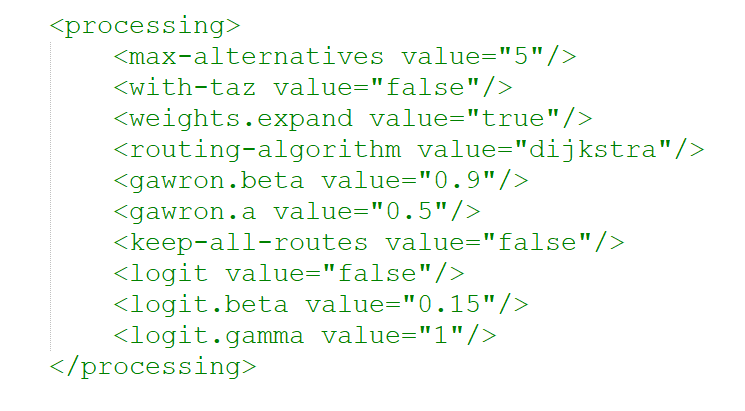 <processing>
    <max-alternatives value="5"/>
    <with-taz value="false"/>
    <weights.expand value="true"/>
    <routing-algorithm value="dijkstra"/>
    <gawron.beta value="0.9"/>
    <gawron.a value="0.5"/>
    <keep-all-routes value="false"/>
    <logit value="false"/>
    <logit.beta value="0.15"/>
    <logit.gamma value="1"/>
</processing>